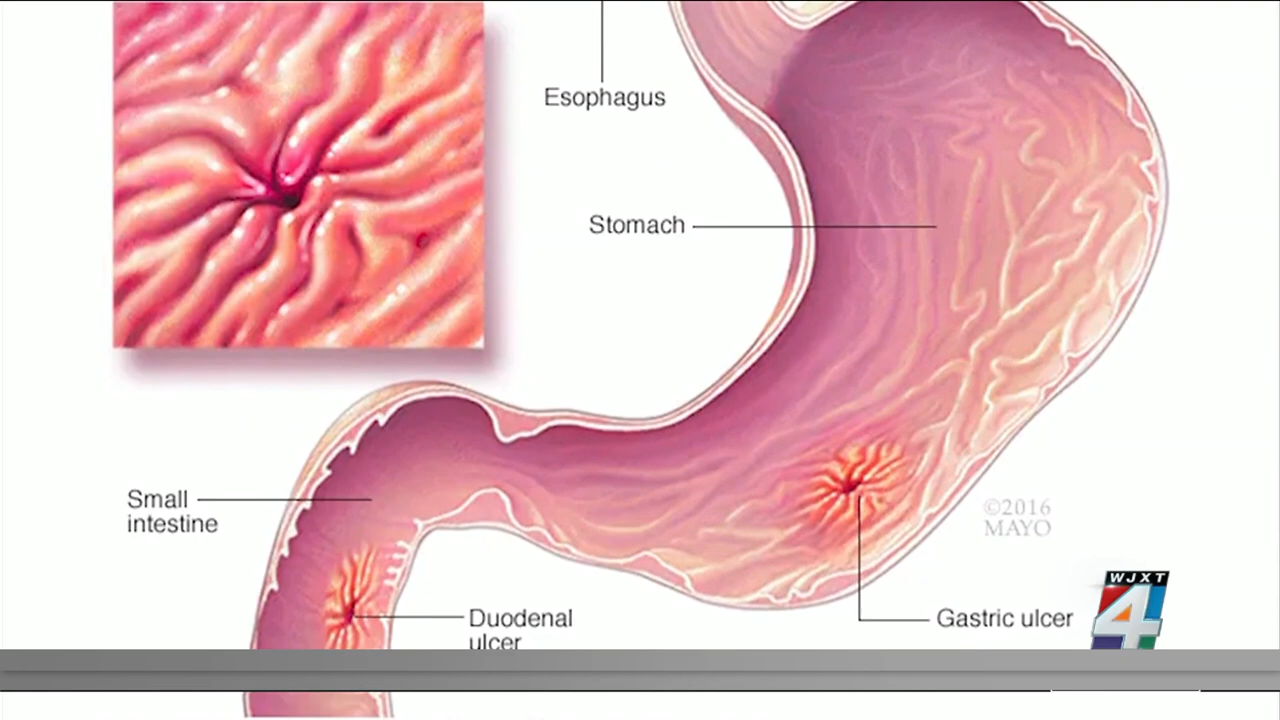 Esophagus
Stomach
Small
intestine
©2016
MAYO
WJXT
4
Duodenal
ulcer
Gastric ulcer